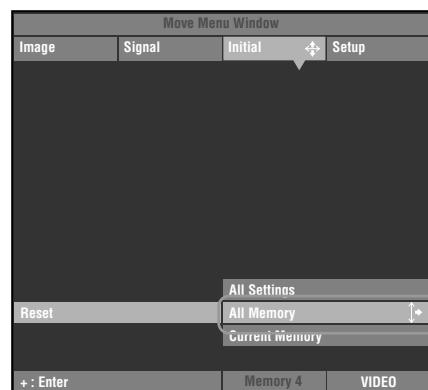 Move Menu Window
Image Signal Initial Setup
All Settings
Reset All Memory
Current Memory
+ : Enter Memory 4 VIDEO